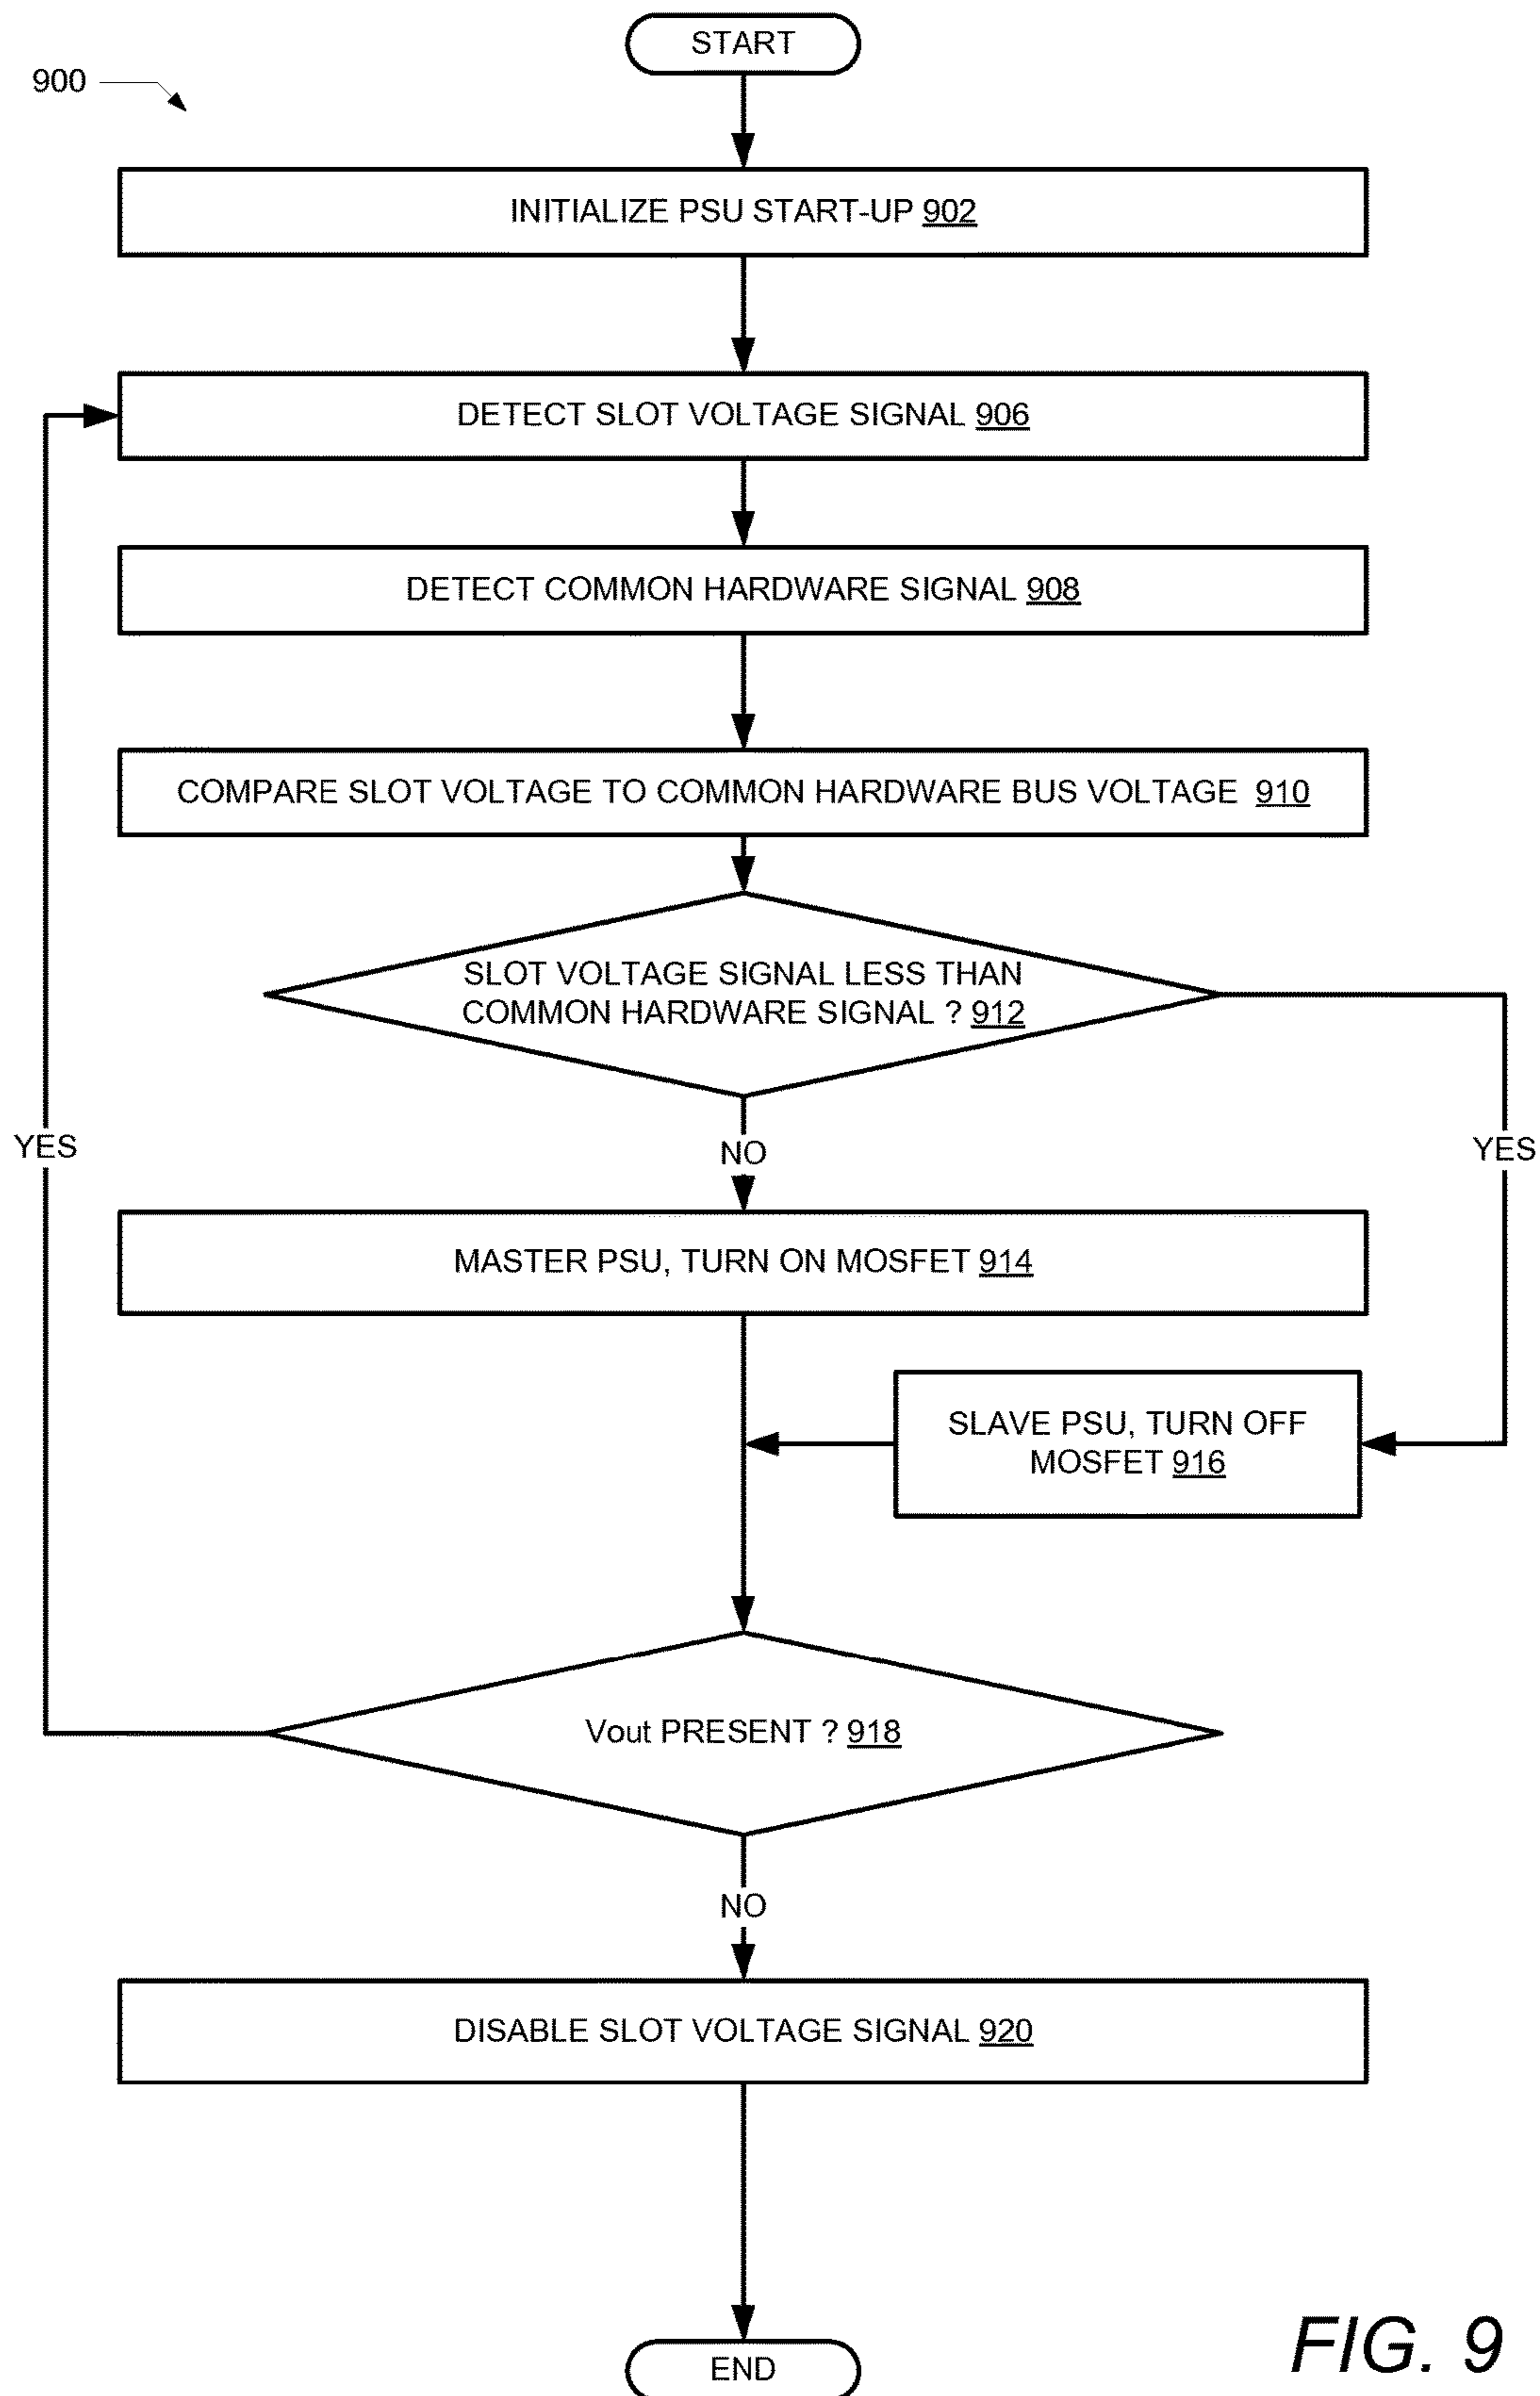 START
900
INITIALIZE PSU START-UP 902
DETECT SLOT VOLTAGE SIGNAL 906
DETECT COMMON HARDWARE SIGNAL 908
COMPARE SLOT VOLTAGE TO COMMON HARDWARE BUS VOLTAGE 910
SLOT VOLTAGE SIGNAL LESS THAN
COMMON HARDWARE SIGNAL ? 912
YES
NO
YES
MASTER PSU, TURN ON MOSFET 914
SLAVE PSU, TURN OFF
MOSFET 916
Vout PRESENT ? 918
NO
DISABLE SLOT VOLTAGE SIGNAL 920
END
FIG. 9